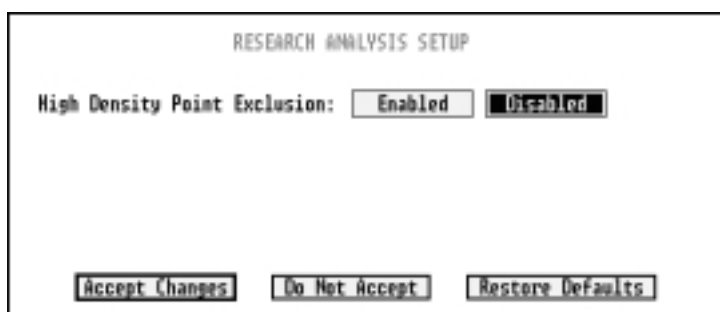 RESEARCH ANALYSIS SETUP
High Density Point Exclusion: Enabled Disabled
Accept Changes Do Not Accept Restore Defaults